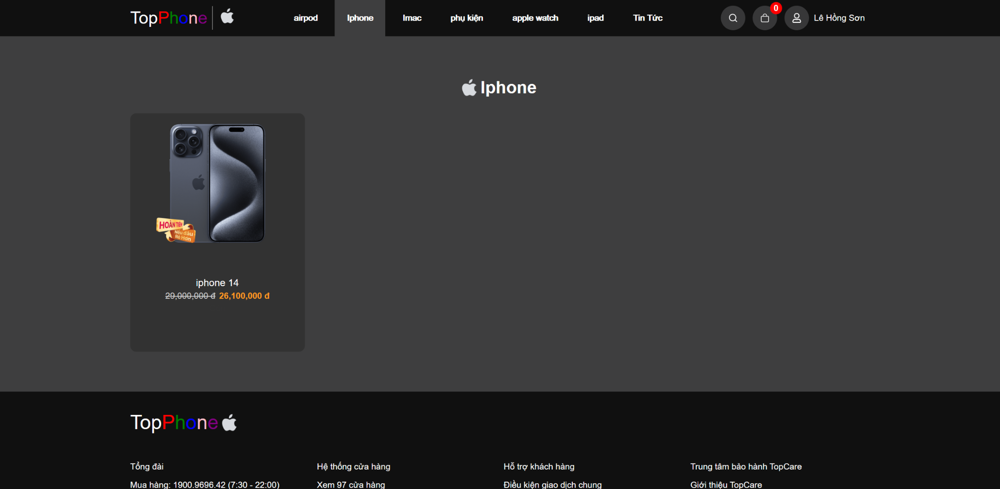 TopPhone
airpod
Iphone
Imac
phụ kiện
apple watch
ipad
Tin Tức
0
Lê Hồng Sơn
Iphone
HOÀN TIỀN
Nếu đâu
Rẻ Hơn
iphone 14
29,000,000 đ 26,100,000 đ
TopPhone
Tổng đài
Hệ thống cửa hàng
Hỗ trợ khách hàng
Trung tâm bảo hành TopCare
Mua hàng: 1900.9696.42 (7:30 - 22:00)
Xem 97 cửa hàng
Điều kiện giao dịch chung
Giới thiệu TopCare